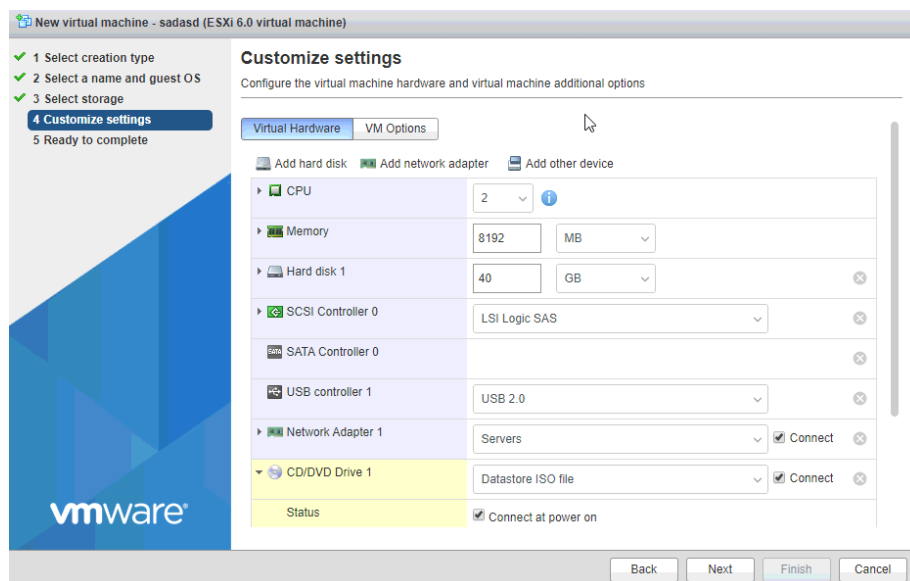 New virtual machine - sadasd (ESXi 6.0 virtual machine)
1 Select creation type
2 Select a name and guest OS
3 Select storage
4 Customize settings
5 Ready to complete
vmware®
Customize settings
Configure the virtual machine hardware and virtual machine additional options
Virtual Hardware VM Options
Add hard disk Add network adapter Add other device
CPU 2
Memory 8192 MB
Hard disk 1 40 GB
SCSI Controller 0 LSI Logic SAS
SATA SATA Controller 0
USB controller 1 USB 2.0
Network Adapter 1 Servers Connect
CD/DVD Drive 1 Datastore ISO file Connect
Status Connect at power on
Back Next Finish Cancel